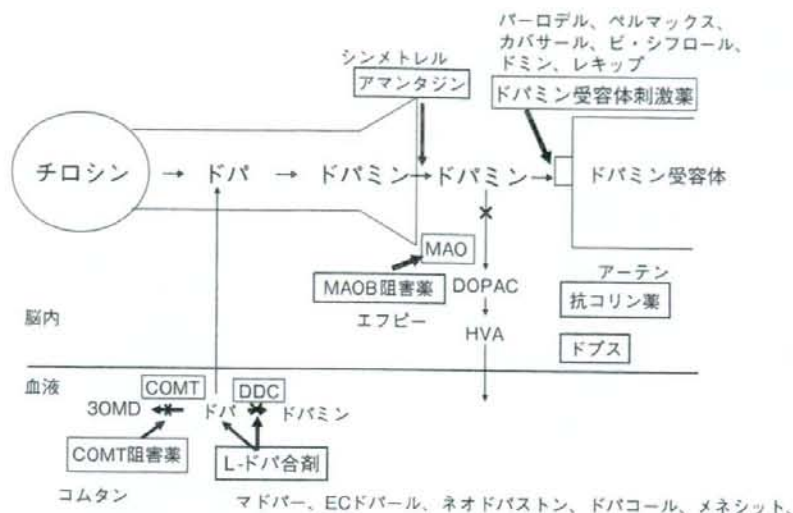 パーロデル、ペルマックス、
カバサール、ビ・シフロール、
ドミン、レキップ
シンメトレル
アマンタジン
ドパミン受容体刺激薬
チロシン → ドパ → ドパミン → ドパミン → ドパミン受容体
MAO
MAOB阻害薬
エフピー
DOPAC
HVA
アーテン
抗コリン薬
ドプス
脳内
血液
COMT
DDC
3OMD ドパ ドパミン
COMT阻害薬
L-ドパ合剤
コムタン
マドパー、ECドパール、ネオドパストン、ドパコール、メネシット、